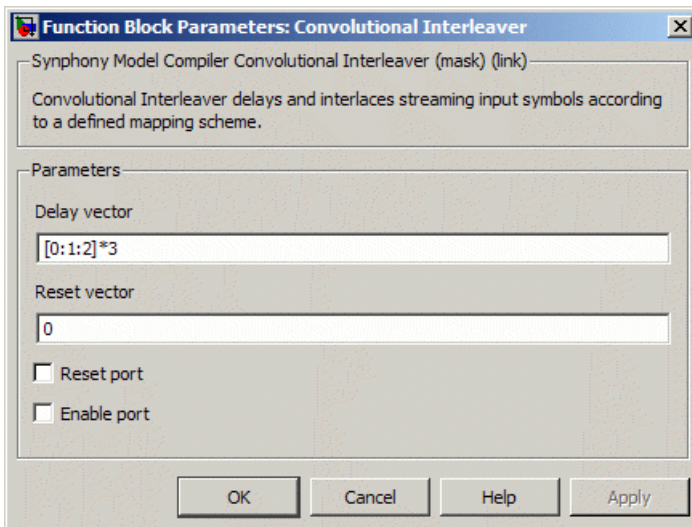 Function Block Parameters: Convolutional Interleaver
Synphony Model Compiler Convolutional Interleaver (mask) (link)
Convolutional Interleaver delays and interlaces streaming input symbols according
to a defined mapping scheme.
Parameters
Delay vector
[0:1:2]*3
Reset vector
0
Reset port
Enable port
OK Cancel Help Apply